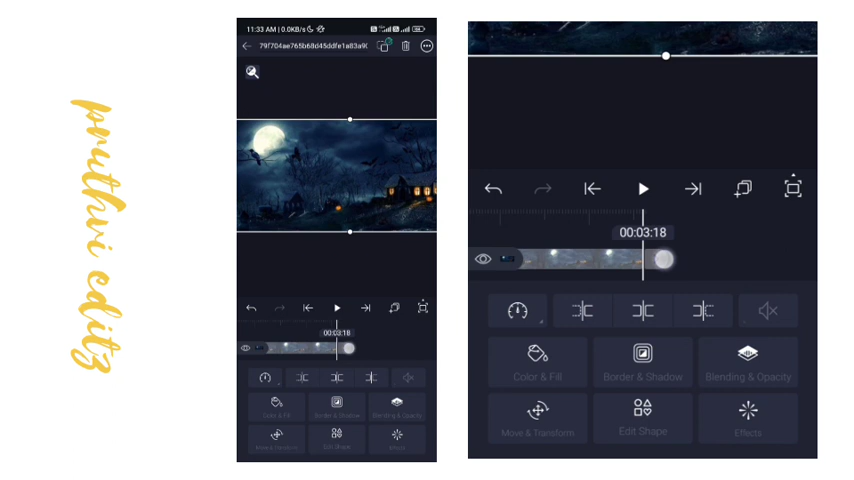 pruthvi editz
11:33 AM | 0.0KB/s
79f704ae765b68d45ddfe1a83a90
00:03:18
Color & Fill
Border & Shadow
Blending & Opacity
Move & Transform
Edit Shape
Effects
00:03:18
Color & Fill
Border & Shadow
Blending & Opacity
Move & Transform
Edit Shape
Effects